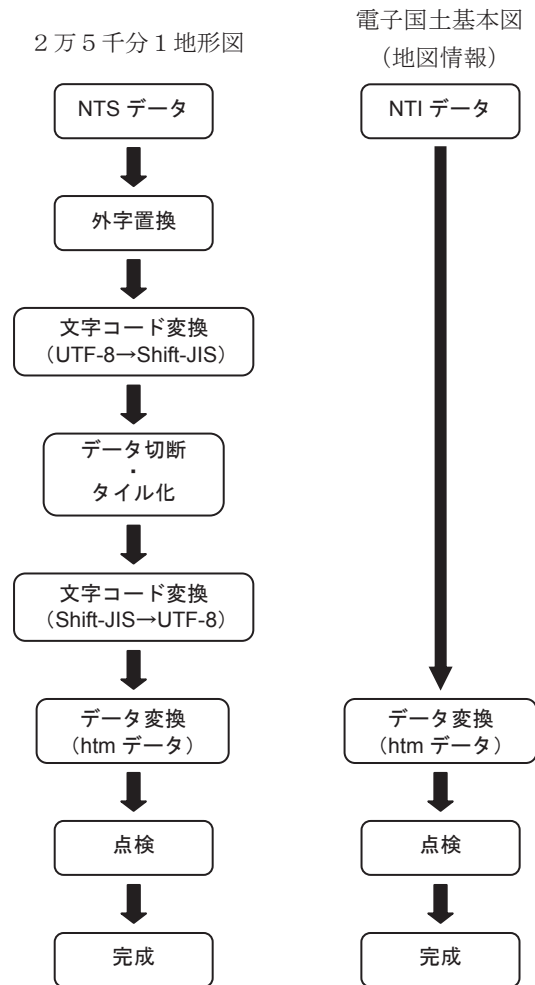 ２万５千分１地形図
NTS データ
外字置換
文字コード変換
（UTF-8→Shift-JIS）
データ切断
・
タイル化
文字コード変換
（Shift-JIS→UTF-8）
データ変換
（htm データ）
点検
完成
電子国土基本図
（地図情報）
NTI データ
データ変換
（htm データ）
点検
完成